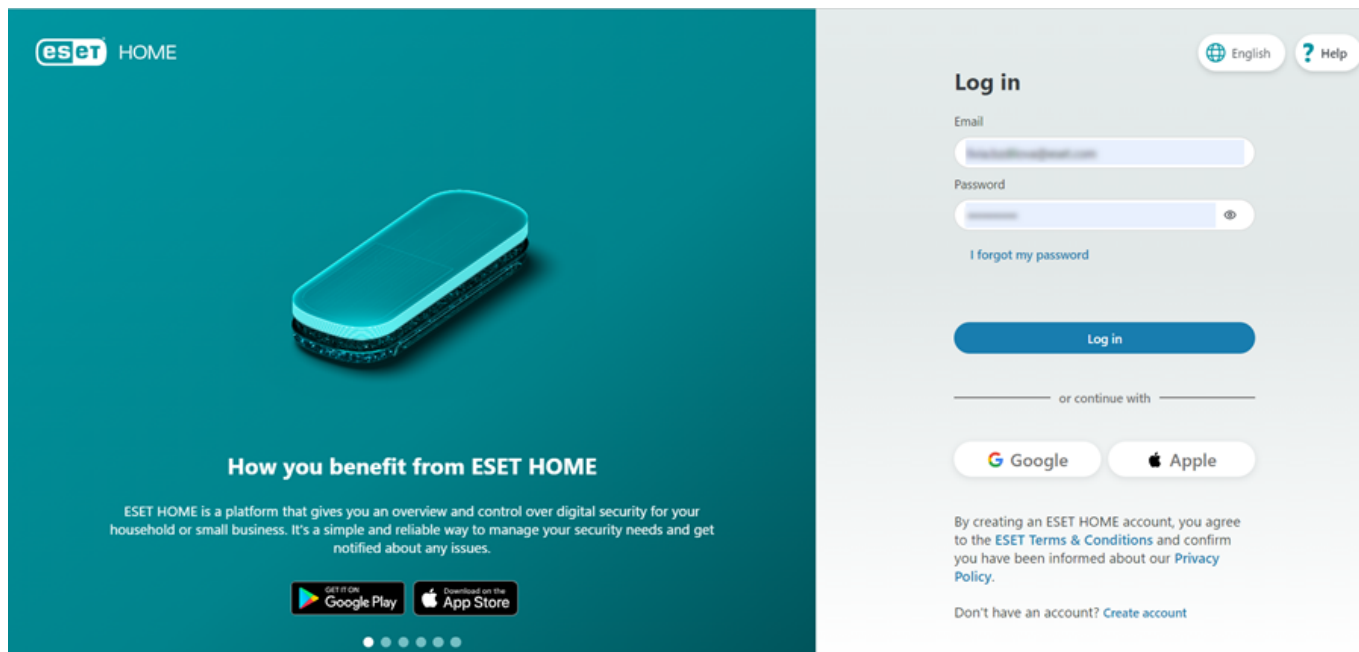 eset HOME
How you benefit from ESET HOME
ESET HOME is a platform that gives you an overview and control over digital security for your
household or small business. It's a simple and reliable way to manage your security needs and get
notified about any issues.
GET IT ON
Google Play
Download on the
App Store
English
? Help
Log in
Email
Password
I forgot my password
Log in
or continue with
Google
Apple
By creating an ESET HOME account, you agree
to the ESET Terms & Conditions and confirm
you have been informed about our Privacy
Policy.
Don't have an account? Create account